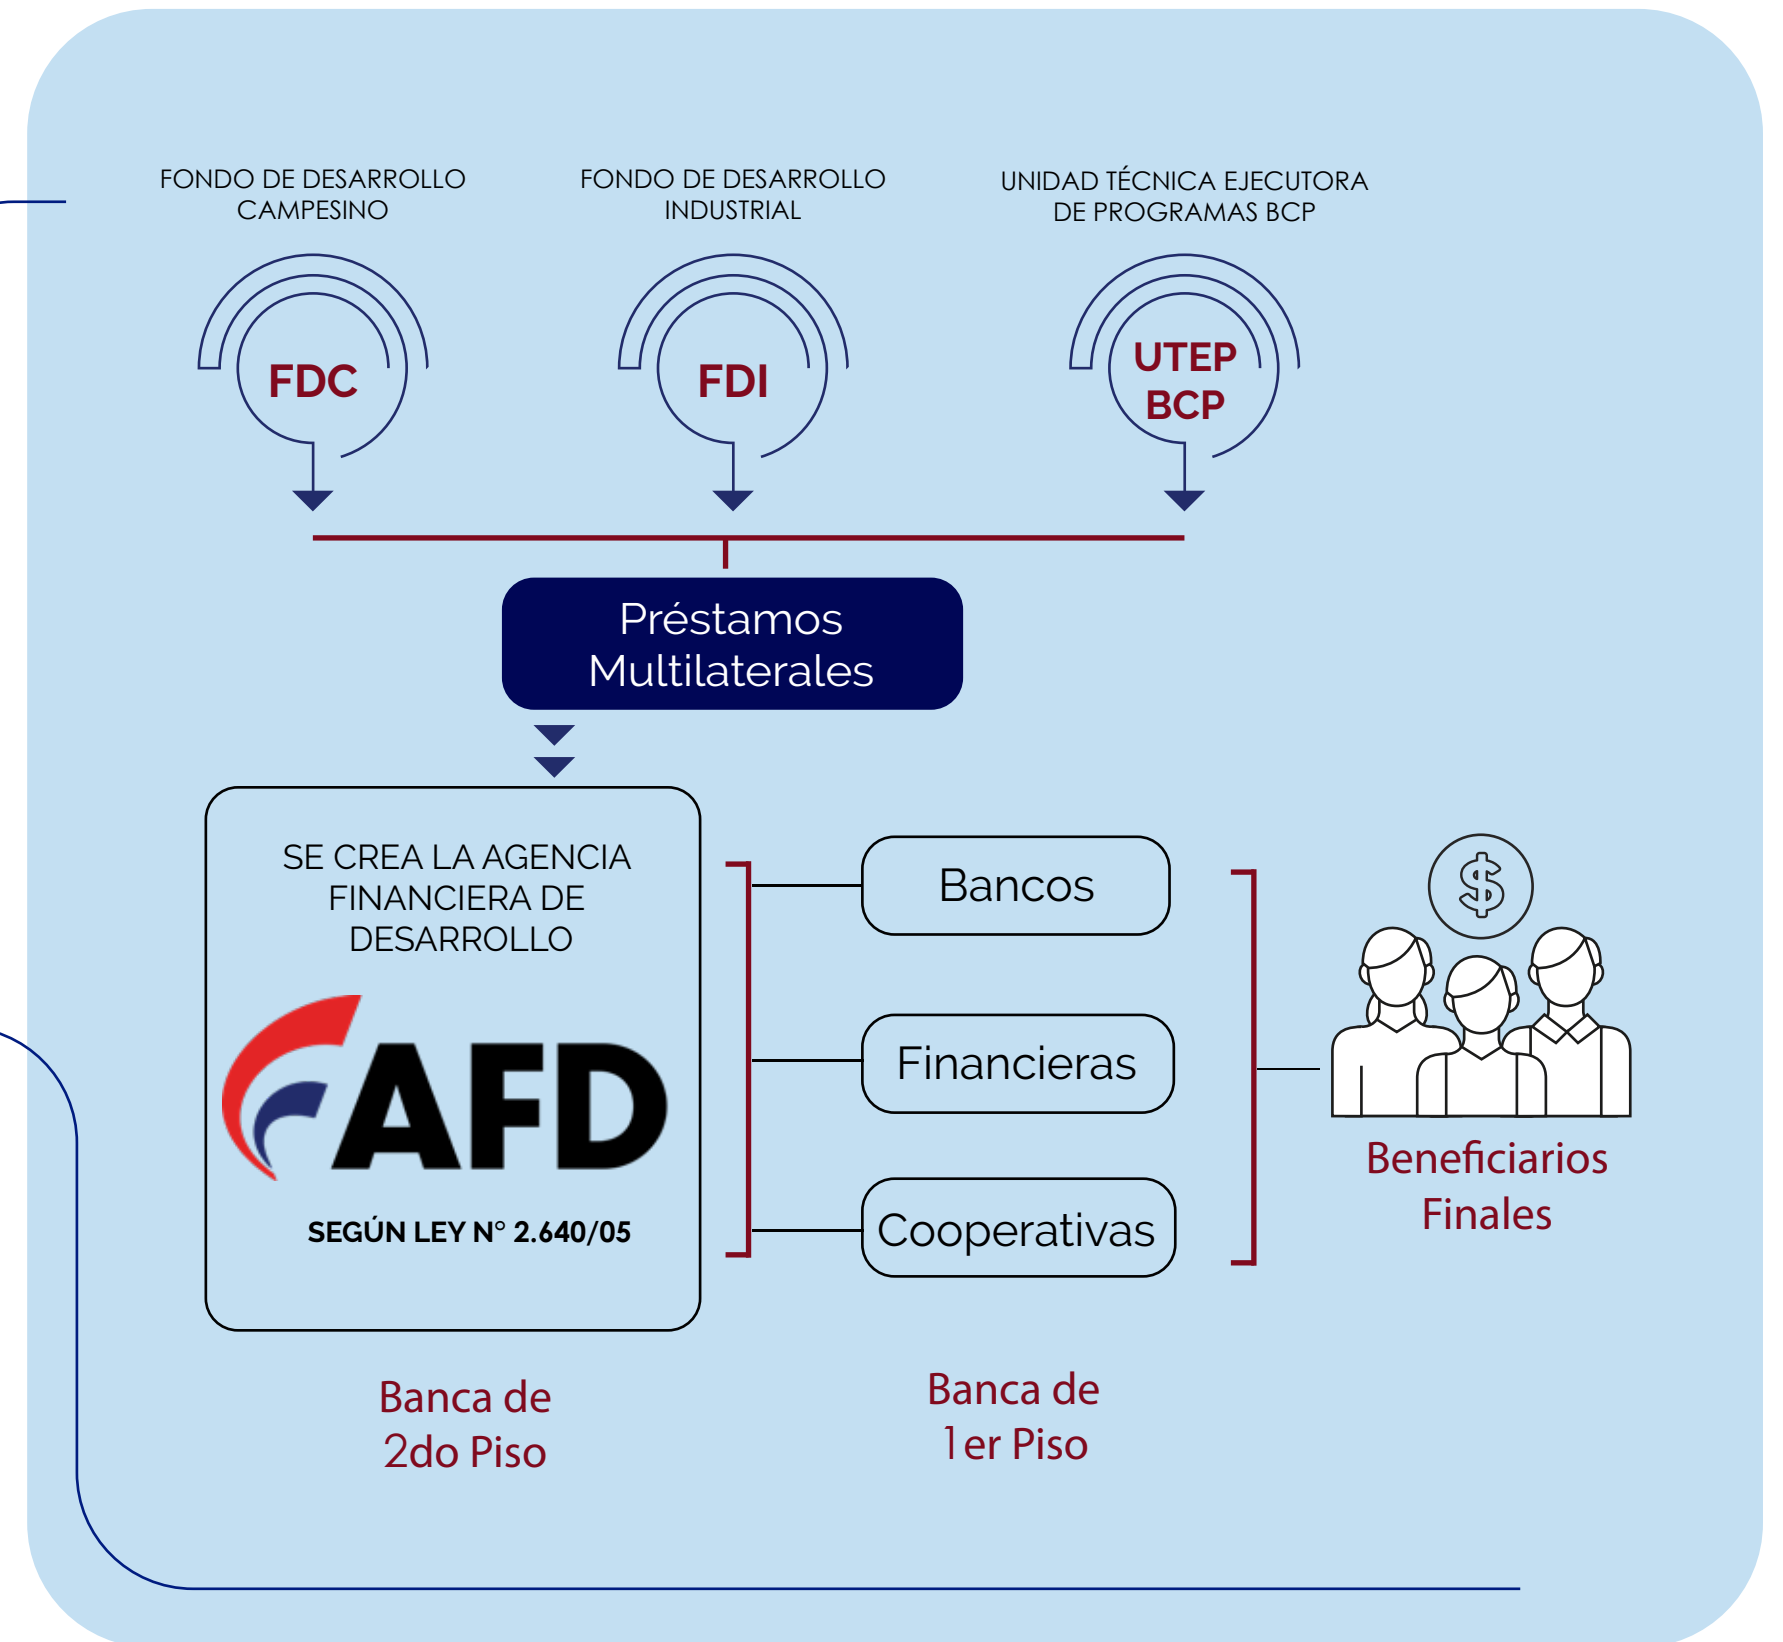 FONDO DE DESARROLLO
CAMPESINO
FONDO DE DESARROLLO
INDUSTRIAL
UNIDAD TÉCNICA EJECUTORA
DE PROGRAMAS BCP
FDC
FDI
UTEP
BCP
Préstamos
Multilaterales
SE CREA LA AGENCIA
FINANCIERA DE
DESARROLLO
AFD
SEGÚN LEY N° 2.640/05
Bancos
Financieras
Cooperativas
$
Beneficiarios
Finales
Banca de
2do Piso
Banca de
1er Piso